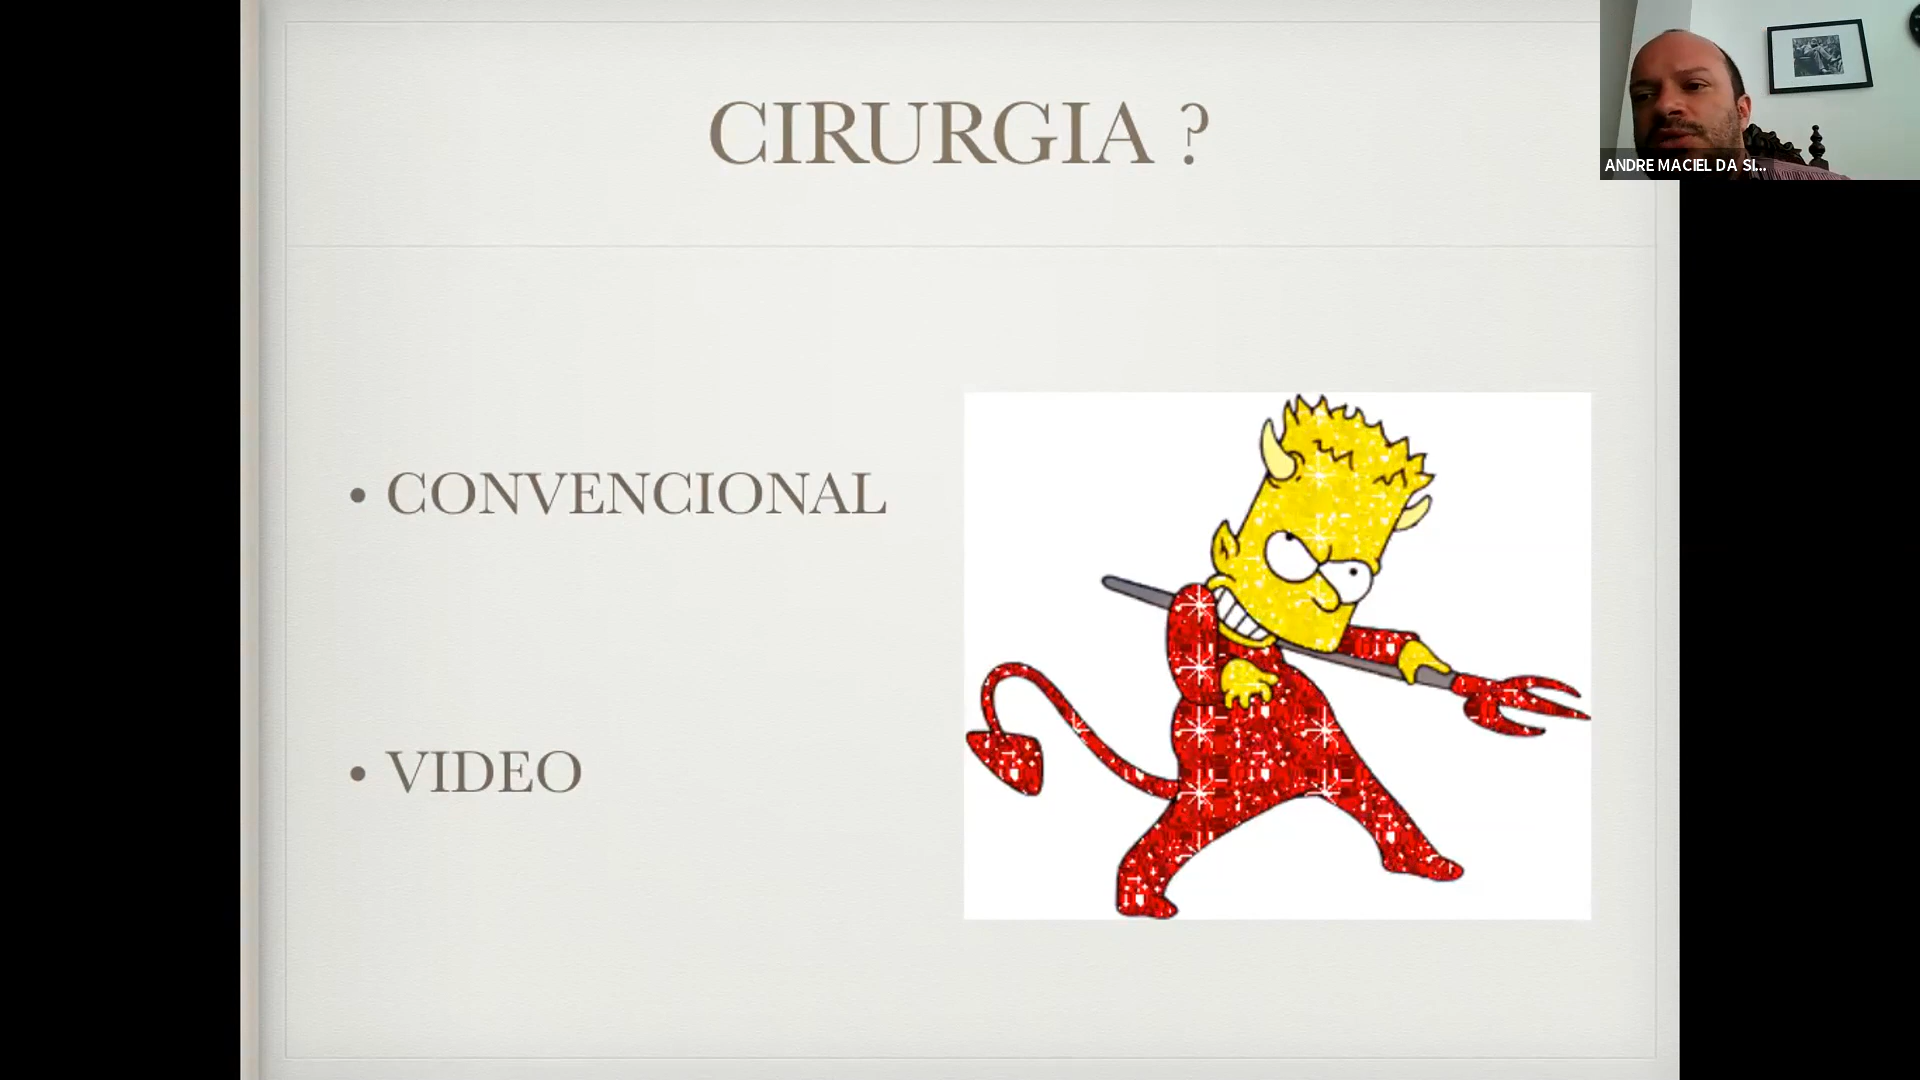 CIRURGIA ?
ANDRE MACIEL DA SI...
• CONVENCIONAL
• VIDEO